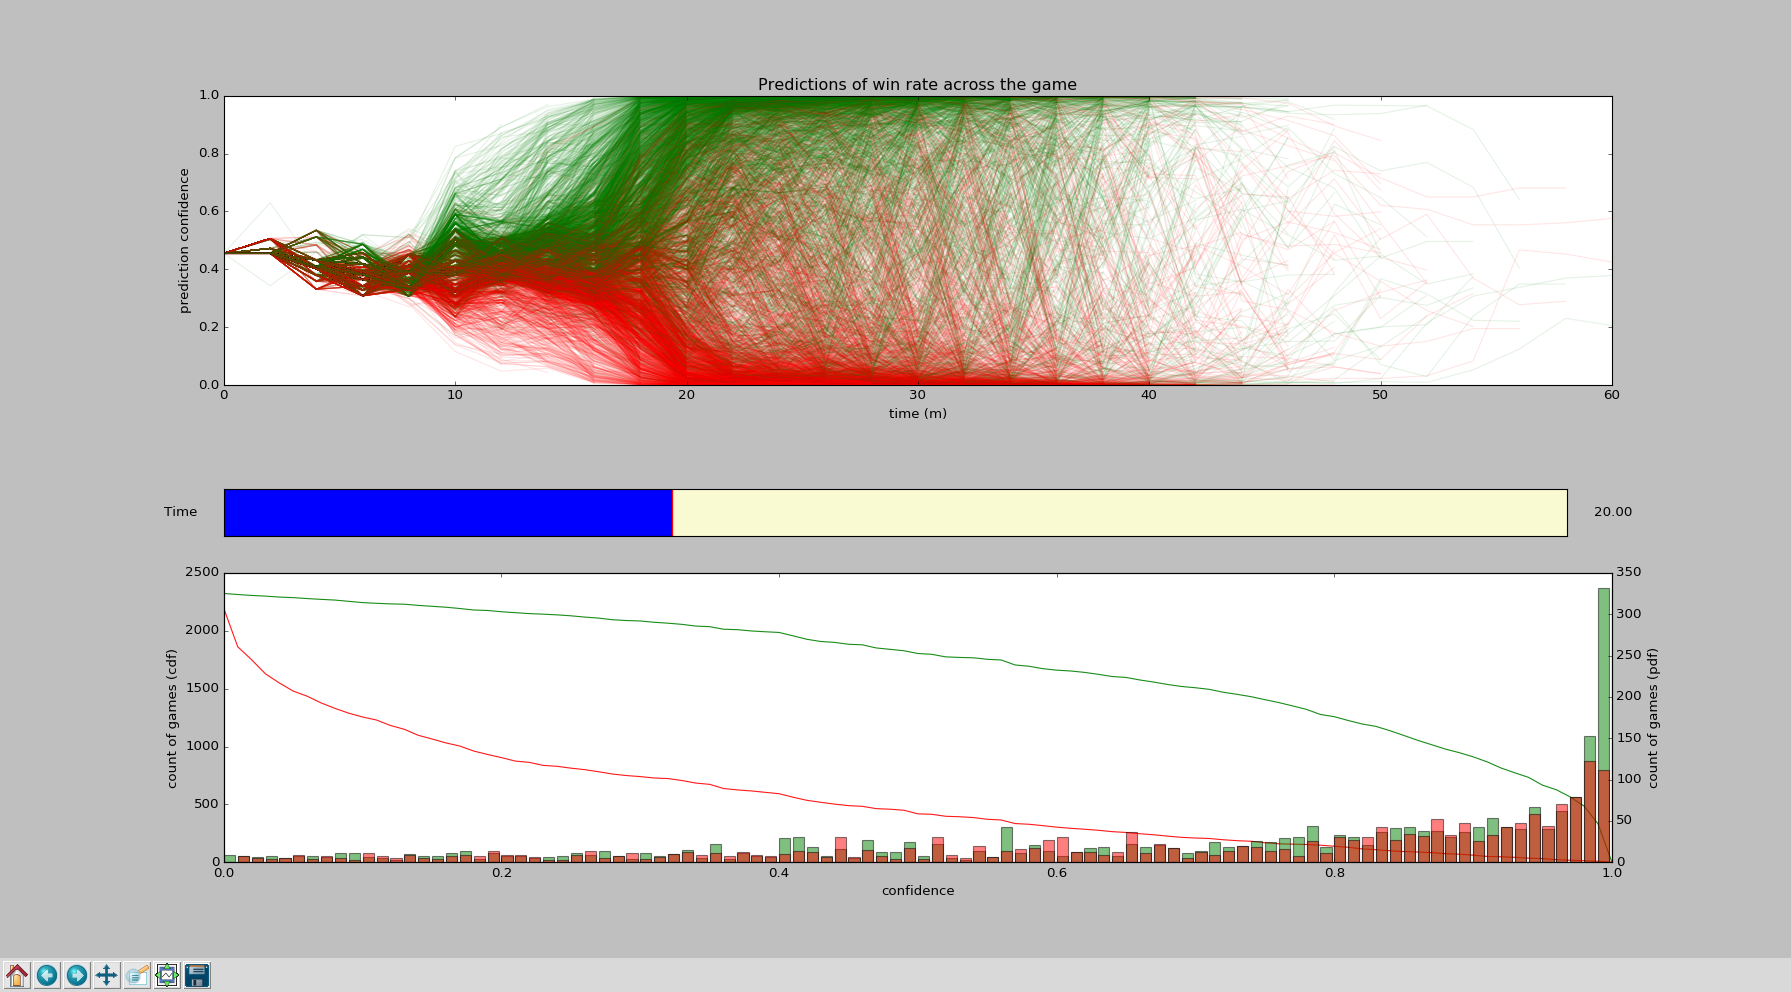 Predictions of win rate across the game
1.0
0.8
0.6
0.4
0.2
0.0
prediction confidence
0 10 20 30 40 50 60
time (m)
Time 20.00
2500
2000
1500
1000
500
0
count of games (cdf)
350
300
250
200
150
100
50
0
count of games (pdf)
0.0 0.2 0.4 0.6 0.8 1.0
confidence